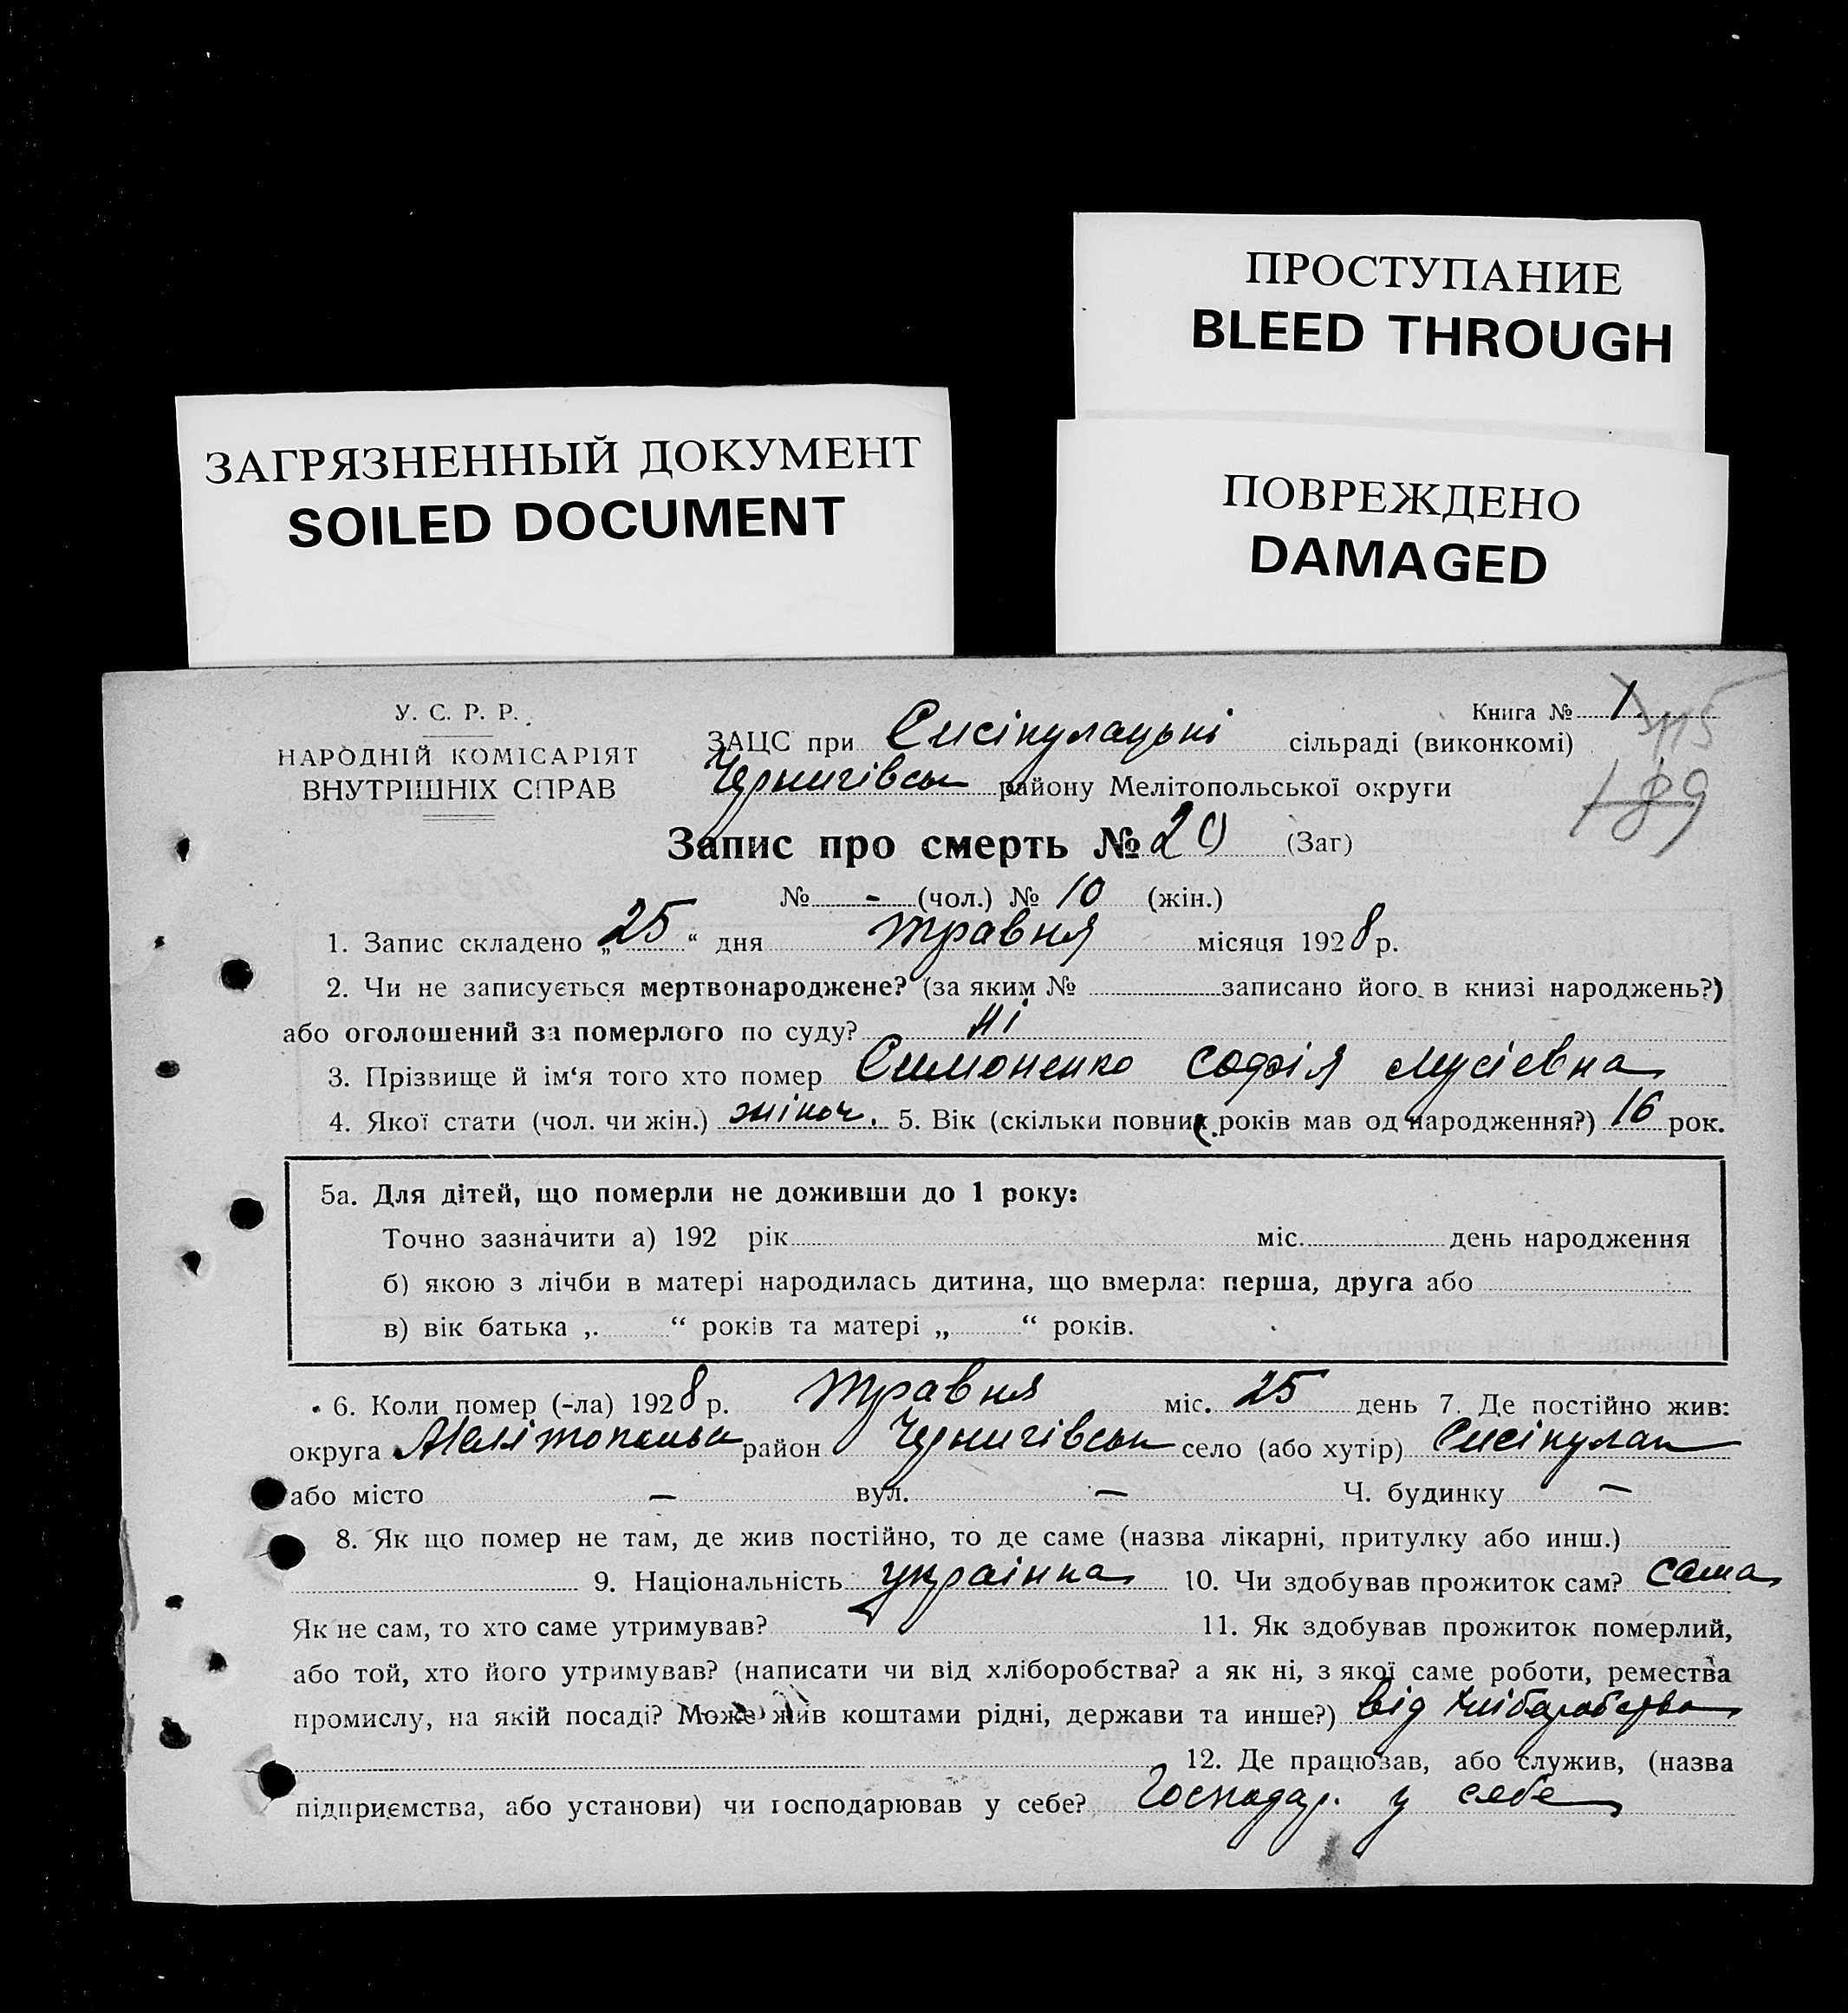 ПРОСТУПАНИЕ
BLEED THROUGH
ЗАГРЯЗНЕННЫЙ ДОКУМЕНТ
SOILED DOCUMENT
ПОВРЕЖДЕНО
DAMAGED
У. С. Р. Р.
НАРОДНІЙ КОМІСАРІЯТ
ВНУТРІШНІХ СПРАВ
Книга № 1.
ЗАЦС при сільраді (виконкомі)
Чернигівськ району Мелітопольської округи
Запис про смерть № 20 (Заг)
№ - (чол.) № 10 (жін.)
1. Запис складено „25“ дня травня місяця 1928 р.
2. Чи не записується мертвонароджене? (за яким № записано його в книзі народжень?)
або оголошений за померлого по суду? Ні
3. Прізвище й ім‘я того хто помер Симоненко Софія Мусіевна
4. Якої стати (чол. чи жін.) жіноч. 5. Вік (скільки повних років мав од народження?) 16 рок.
5а. Для дітей, що померли не доживши до 1 року:
Точно зазначити а) 192 рік міс. день народження
б) якою з лічби в матері народилась дитина, що вмерла: перша, друга або
в) вік батька „ “ років та матері „ “ років.
6. Коли помер (-ла) 1928 р. травня міс. 25 день 7. Де постійно жив:
округа Мелітопольськ район Чернигівськ село (або хутір) Сисікулак
або місто — вул. — Ч. будинку —
8. Як що помер не там, де жив постійно, то де саме (назва лікарні, притулку або инш.)
9. Національність українка 10. Чи здобував прожиток сам? сама
Як не сам, то хто саме утримував? 11. Як здобував прожиток померлий,
або той, хто його утримував? (написати чи від хліборобства? а як ні, з якої саме роботи, ремества
промислу, на якій посаді? Може жив коштами рідні, держави та инше?) від хліборобства
12. Де працював, або служив, (назва
підприємства, або установи) чи господарював у себе? Господар. у себе